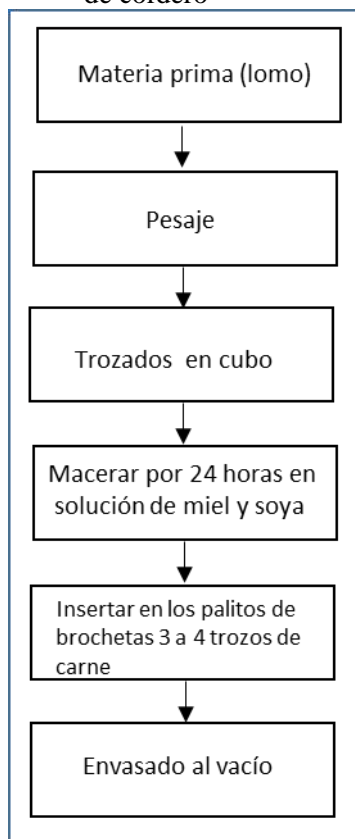 de cordero
Materia prima (lomo)
Pesaje
Trozados en cubo
Macerar por 24 horas en
solución de miel y soya
Insertar en los palitos de
brochetas 3 a 4 trozos de
carne
Envasado al vacío